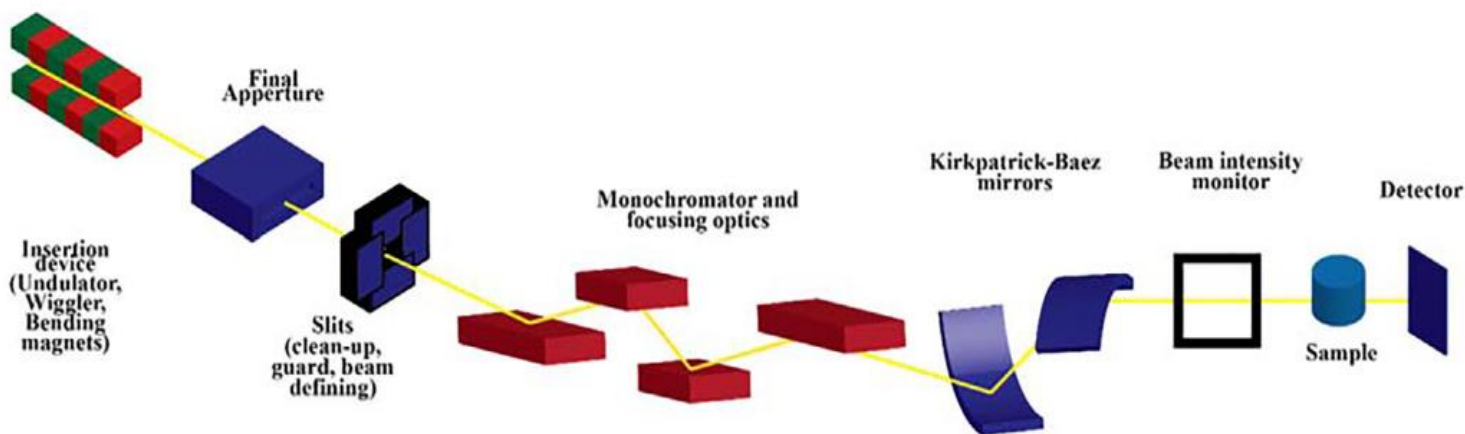 Final
Apperture
Insertion
device
(Undulator,
Wiggler,
Bending
magnets)
Slits
(clean-up,
guard, beam
defining)
Monochromator and
focusing optics
Kirkpatrick-Baez
mirrors
Beam intensity
monitor
Sample
Detector